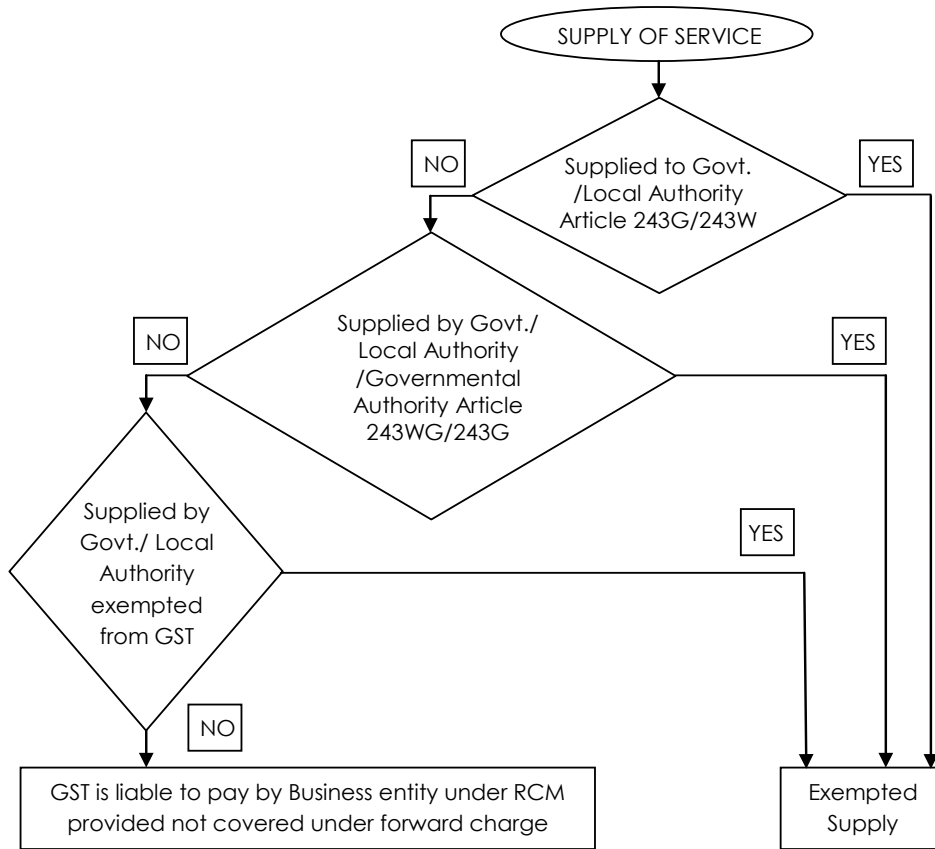 SUPPLY OF SERVICE
NO
Supplied to Govt.
/Local Authority
Article 243G/243W
YES
NO
Supplied by Govt./
Local Authority
/Governmental
Authority Article
243WG/243G
YES
Supplied by
Govt./ Local
Authority
exempted
from GST
YES
NO
GST is liable to pay by Business entity under RCM
provided not covered under forward charge
Exempted
Supply